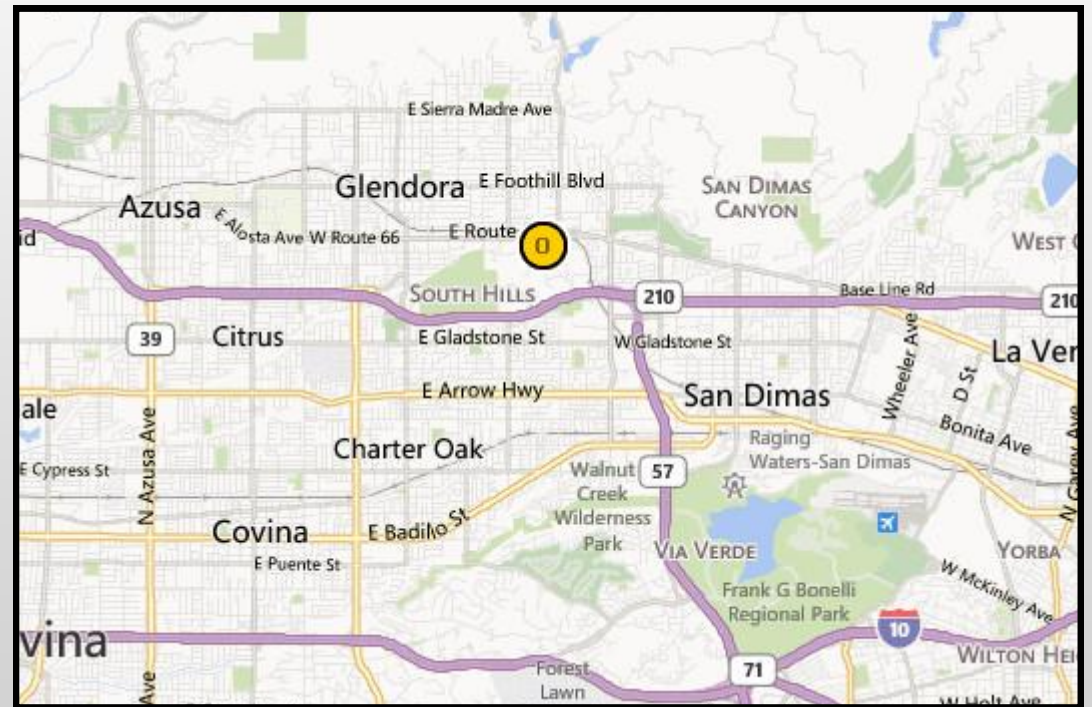 E Sierra Madre Ave
Glendora
E Foothill Blvd
SAN DIMAS
CANYON
Azusa
E Alosta Ave
W Route 66
E Route
0
id
WEST
SOUTH HILLS
210
Base Line Rd
210
39
Citrus
E Gladstone St
W Gladstone St
La Ver
Wheeler Ave
D St
E Arrow Hwy
San Dimas
ale
Bonita Ave
N Azusa Ave
Charter Oak
Raging
Waters-San Dimas
E Cypress St
Walnut
Creek
Wilderness
Park
57
N Garey Ave
Covina
E Badillo St
VIA VERDE
YORBA
E Puente St
W McKinley Ave
Frank G Bonelli
Regional Park
10
vina
WILTON HEI
Forest
Lawn
71
Ave
W Holt Ave